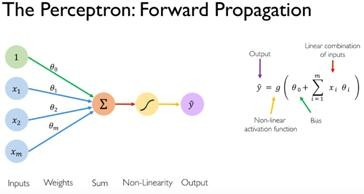 The Perceptron: Forward Propagation
1
x₁
x₂
xₘ
θ₀
θ₁
θ₂
θₘ
Σ
ŷ
Inputs Weights Sum Non-Linearity Output
Output
Linear combination
of inputs
ŷ = g ( θ₀ + Σ xᵢ θᵢ )
m
i = 1
Non-linear
activation function
Bias